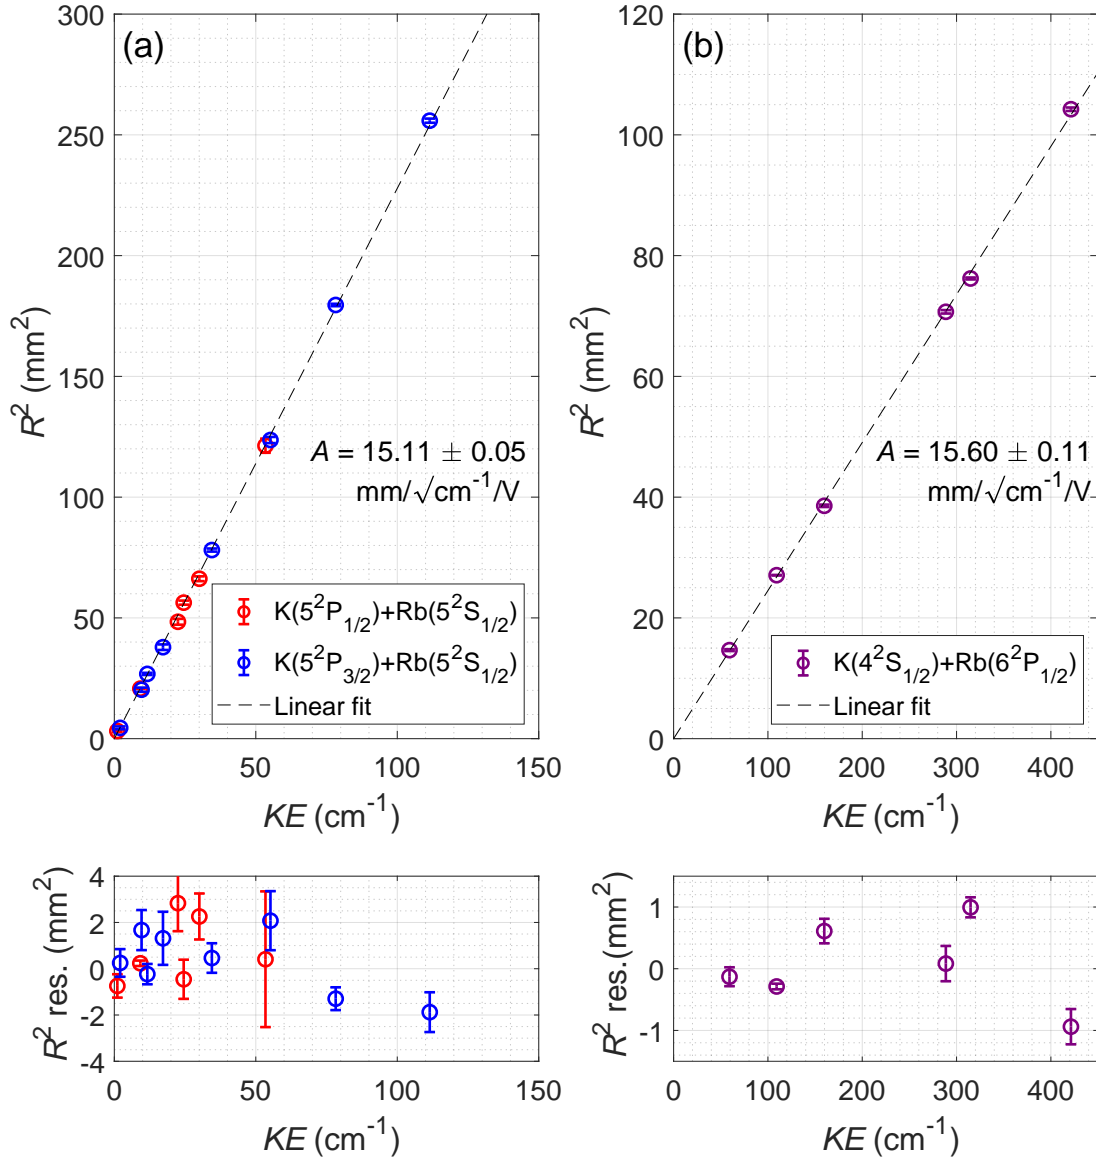 (a)
300
250
200
150
100
50
0
R² (mm²)
A = 15.11 ± 0.05
mm/√cm⁻¹/V
K(5²P₁/₂)+Rb(5²S₁/₂)
K(5²P₃/₂)+Rb(5²S₁/₂)
Linear fit
0 50 100 150
KE (cm⁻¹)
(b)
120
100
80
60
40
20
0
R² (mm²)
A = 15.60 ± 0.11
mm/√cm⁻¹/V
K(4²S₁/₂)+Rb(6²P₁/₂)
Linear fit
0 100 200 300 400
KE (cm⁻¹)
4
2
0
-2
-4
R² res. (mm²)
0 50 100 150
KE (cm⁻¹)
1
0
-1
R² res.(mm²)
0 100 200 300 400
KE (cm⁻¹)